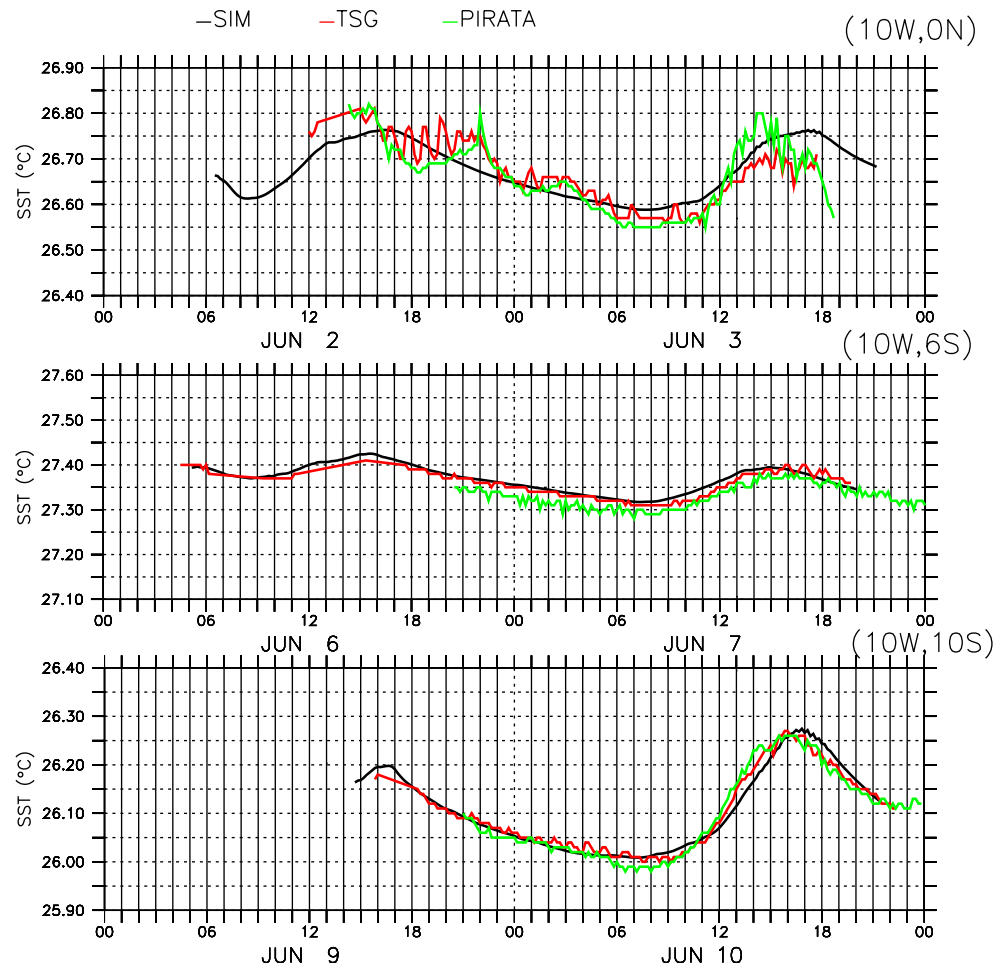 SIM TSG PIRATA
(10W,0N)
26.90
26.80
26.70
26.60
26.50
26.40
SST (°C)
00 06 12 18 00 06 12 18 00
JUN 2 JUN 3
(10W,6S)
27.60
27.50
27.40
27.30
27.20
27.10
SST (°C)
00 06 12 18 00 06 12 18 00
JUN 6 JUN 7
(10W,10S)
26.40
26.30
26.20
26.10
26.00
25.90
SST (°C)
00 06 12 18 00 06 12 18 00
JUN 9 JUN 10